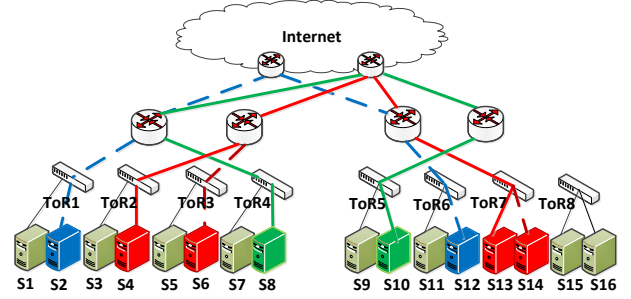 Internet
ToR1 ToR2 ToR3 ToR4 ToR5 ToR6 ToR7 ToR8
S1 S2 S3 S4 S5 S6 S7 S8 S9 S10 S11 S12 S13 S14 S15 S16